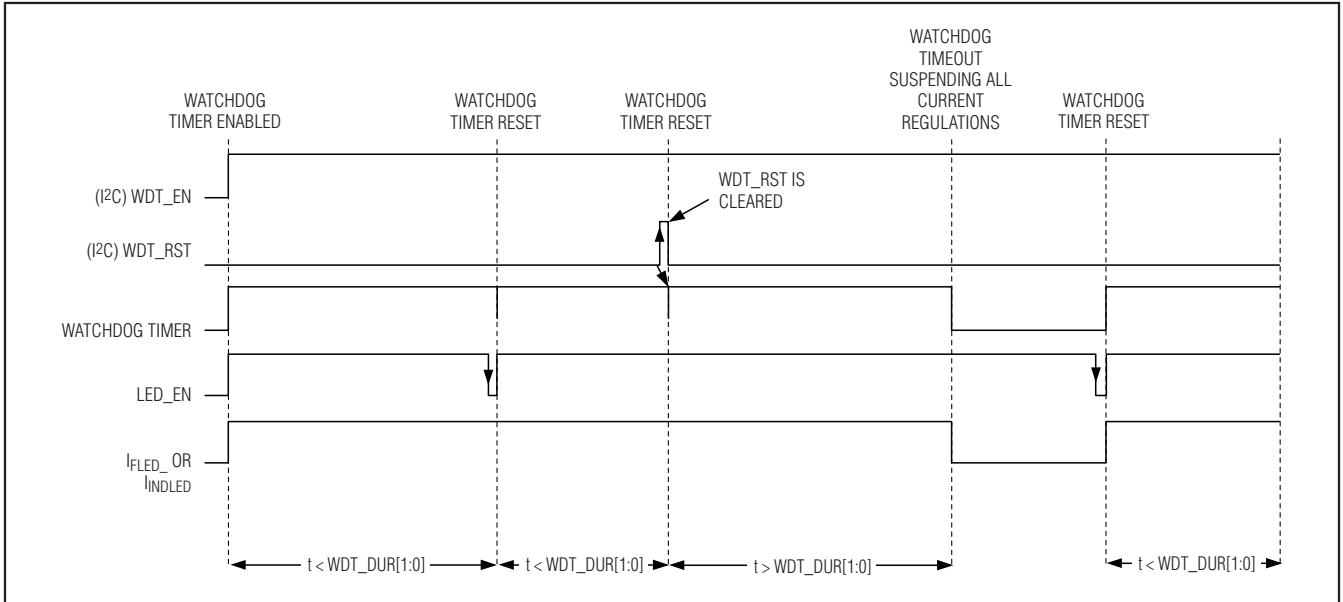 WATCHDOG
TIMER ENABLED
WATCHDOG
TIMER RESET
WATCHDOG
TIMER RESET
WATCHDOG
TIMEOUT
SUSPENDING ALL
CURRENT
REGULATIONS
WATCHDOG
TIMER RESET
(I2C) WDT_EN
WDT_RST IS
CLEARED
(I2C) WDT_RST
WATCHDOG TIMER
LED_EN
IFLED_ OR
IINDLED
t < WDT_DUR[1:0]
t < WDT_DUR[1:0]
t > WDT_DUR[1:0]
t < WDT_DUR[1:0]